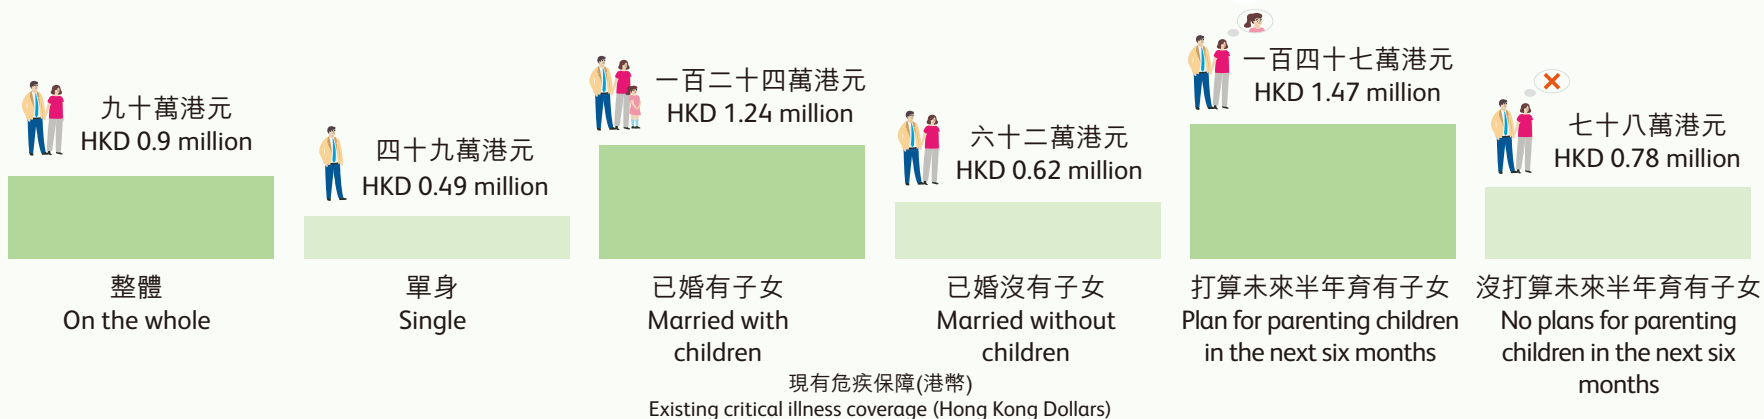 九十萬港元
HKD 0.9 million
四十九萬港元
HKD 0.49 million
一百二十四萬港元
HKD 1.24 million
六十二萬港元
HKD 0.62 million
一百四十七萬港元
HKD 1.47 million
七十八萬港元
HKD 0.78 million
整體
On the whole
單身
Single
已婚有子女
Married with
children
已婚沒有子女
Married without
children
打算未來半年育有子女
Plan for parenting children
in the next six months
沒打算未來半年育有子女
No plans for parenting
children in the next six
months
現有危疾保障(港幣)
Existing critical illness coverage (Hong Kong Dollars)